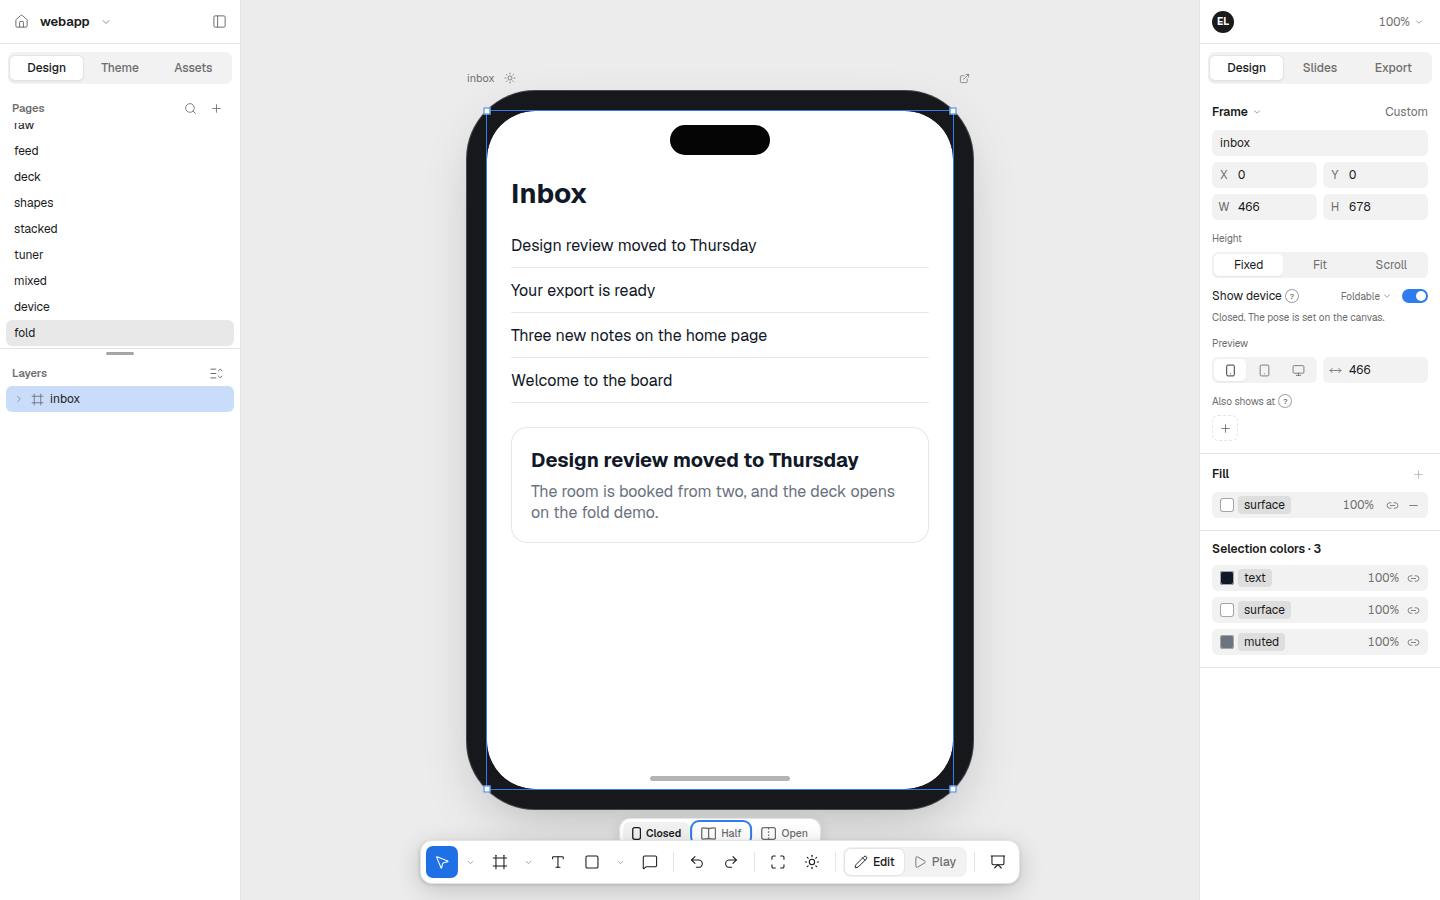 webapp
Design Theme Assets
Pages
raw
feed
deck
shapes
stacked
tuner
mixed
device
fold
Layers
inbox
inbox
Inbox
Design review moved to Thursday
Your export is ready
Three new notes on the home page
Welcome to the board
Design review moved to Thursday
The room is booked from two, and the deck opens
on the fold demo.
Closed Half Open
Edit Play
EL 100%
Design Slides Export
Frame Custom
inbox
X 0 Y 0
W 466 H 678
Height
Fixed Fit Scroll
Show device ? Foldable
Closed. The pose is set on the canvas.
Preview
466
Also shows at ?
Fill
surface 100%
Selection colors · 3
text 100%
surface 100%
muted 100%